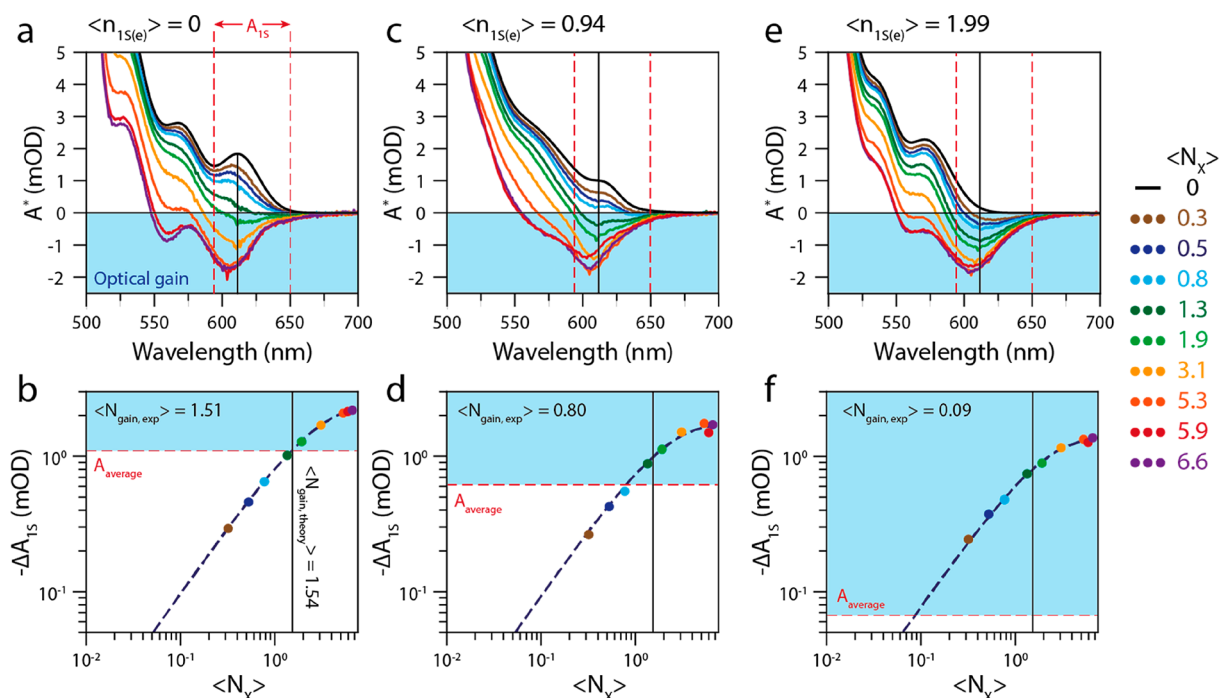 a
<n1S(e)> = 0
A1S
5
4
3
2
1
0
-1
-2
A* (mOD)
Optical gain
500
550
600
650
700
Wavelength (nm)
c
<n1S(e)> = 0.94
5
4
3
2
1
0
-1
-2
A* (mOD)
500
550
600
650
700
Wavelength (nm)
e
<n1S(e)> = 1.99
5
4
3
2
1
0
-1
-2
A* (mOD)
500
550
600
650
700
Wavelength (nm)
<NX>
0
0.3
0.5
0.8
1.3
1.9
3.1
5.3
5.9
6.6
b
<Ngain, exp> = 1.51
Aaverage
<Ngain, theory> = 1.54
10^0
10^-1
-ΔA1S (mOD)
10^-2
10^-1
10^0
<NX>
d
<Ngain, exp> = 0.80
Aaverage
10^0
10^-1
-ΔA1S (mOD)
10^-2
10^-1
10^0
<NX>
f
<Ngain, exp> = 0.09
Aaverage
10^0
10^-1
-ΔA1S (mOD)
10^-2
10^-1
10^0
<NX>